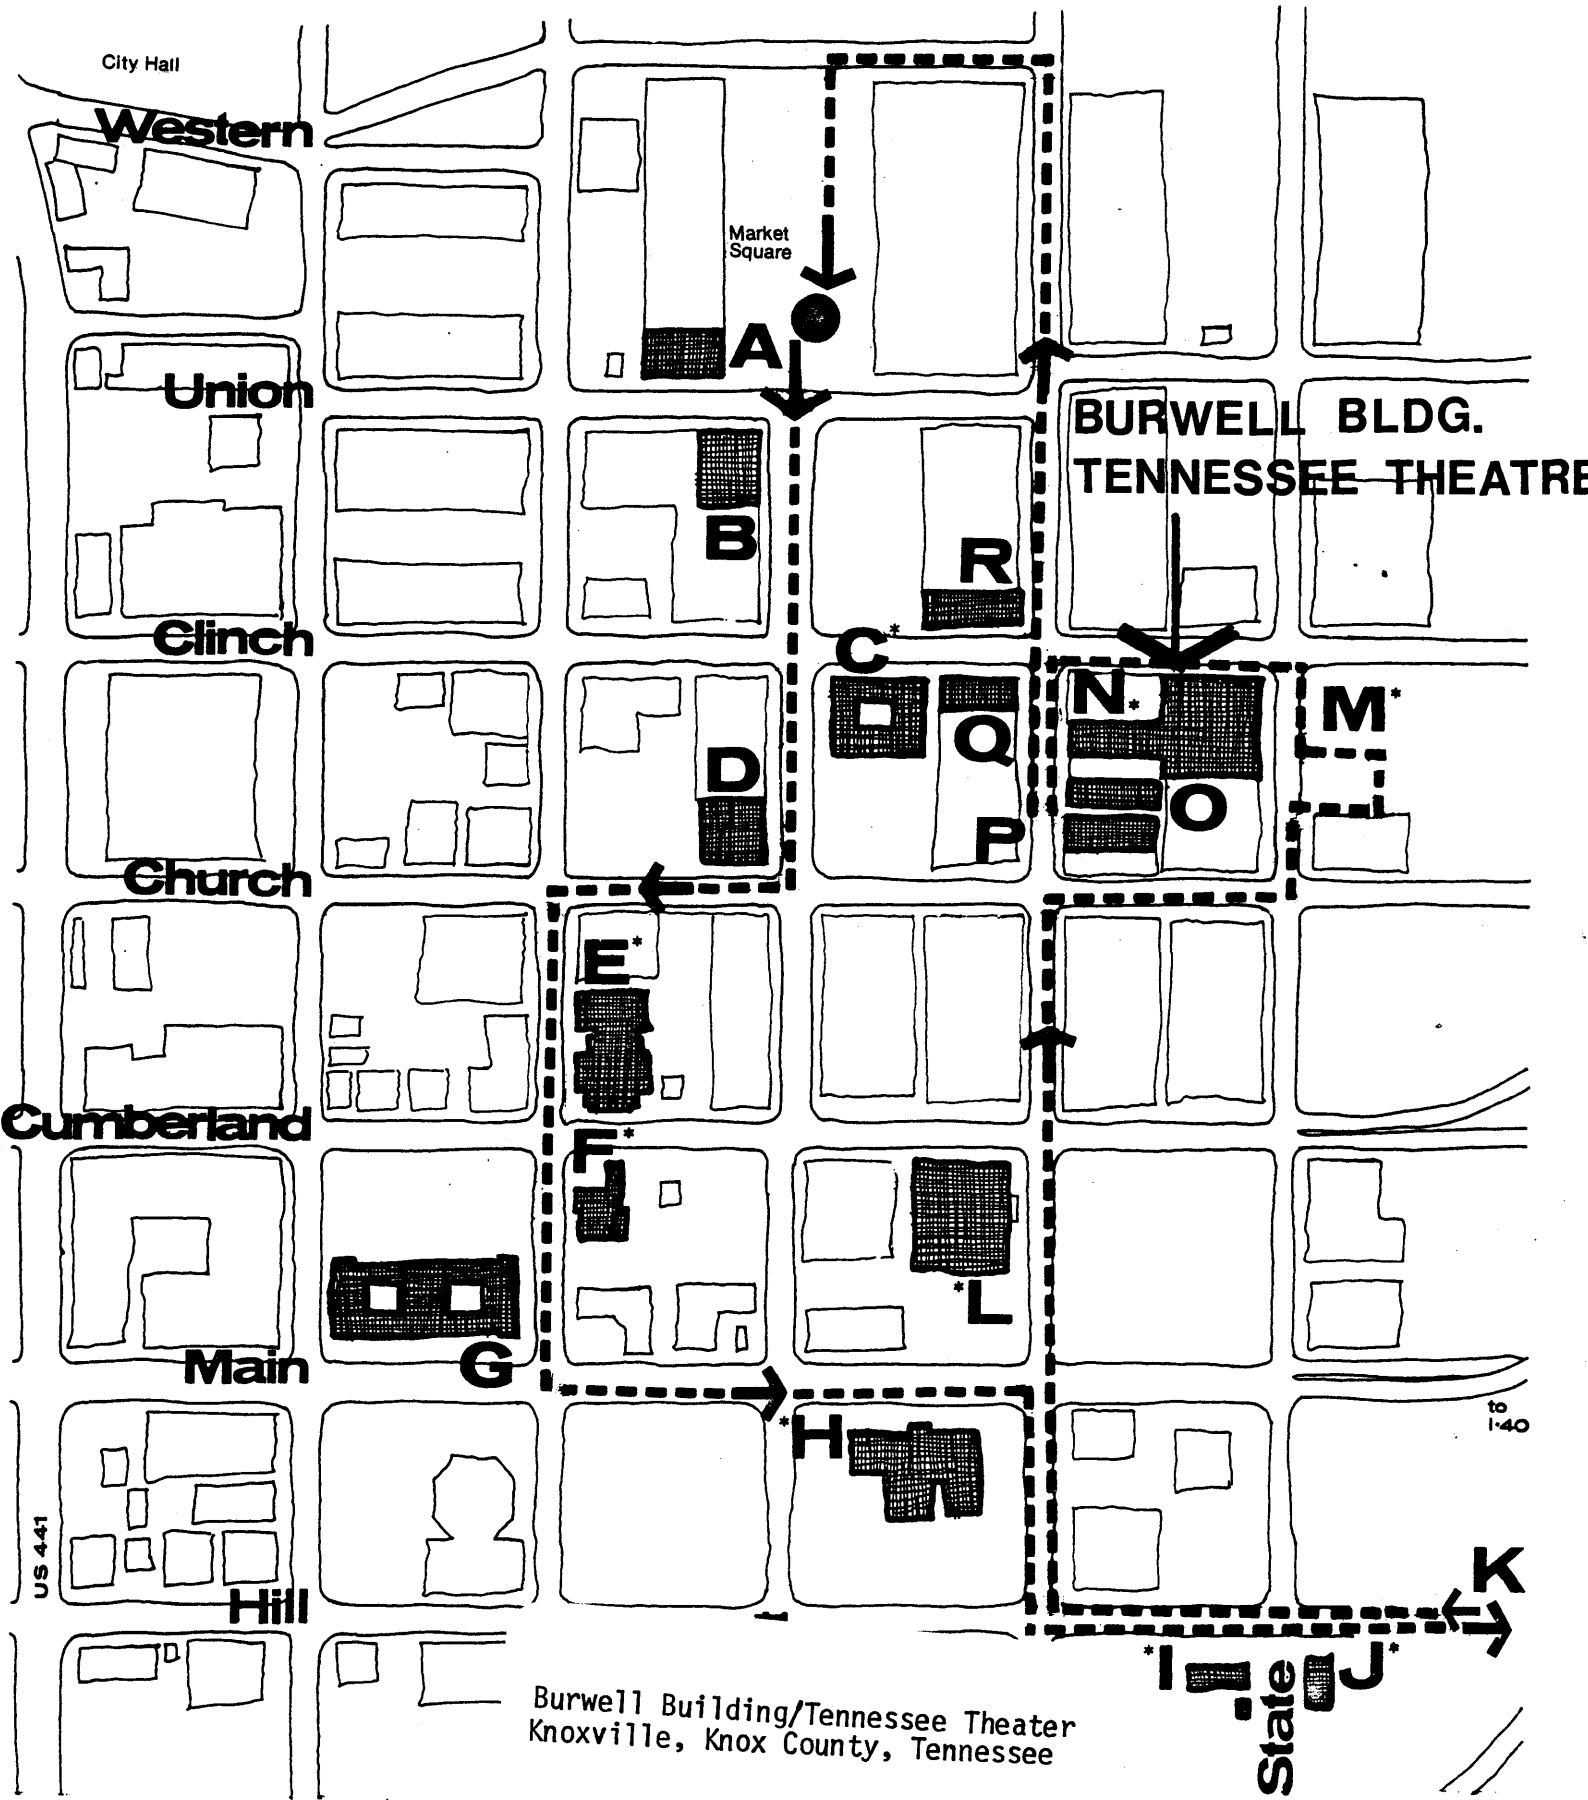 City Hall
Western
Market
Square
A
Union
BURWELL BLDG.
TENNESSEE THEATRE
B
R
Clinch
C*
N*
M*
Q
D
O
P
Church
E*
Cumberland
F*
*L
G
Main
*H
to
I-40
US 441
K
Hill
*I
J*
State
Burwell Building/Tennessee Theater
Knoxville, Knox County, Tennessee